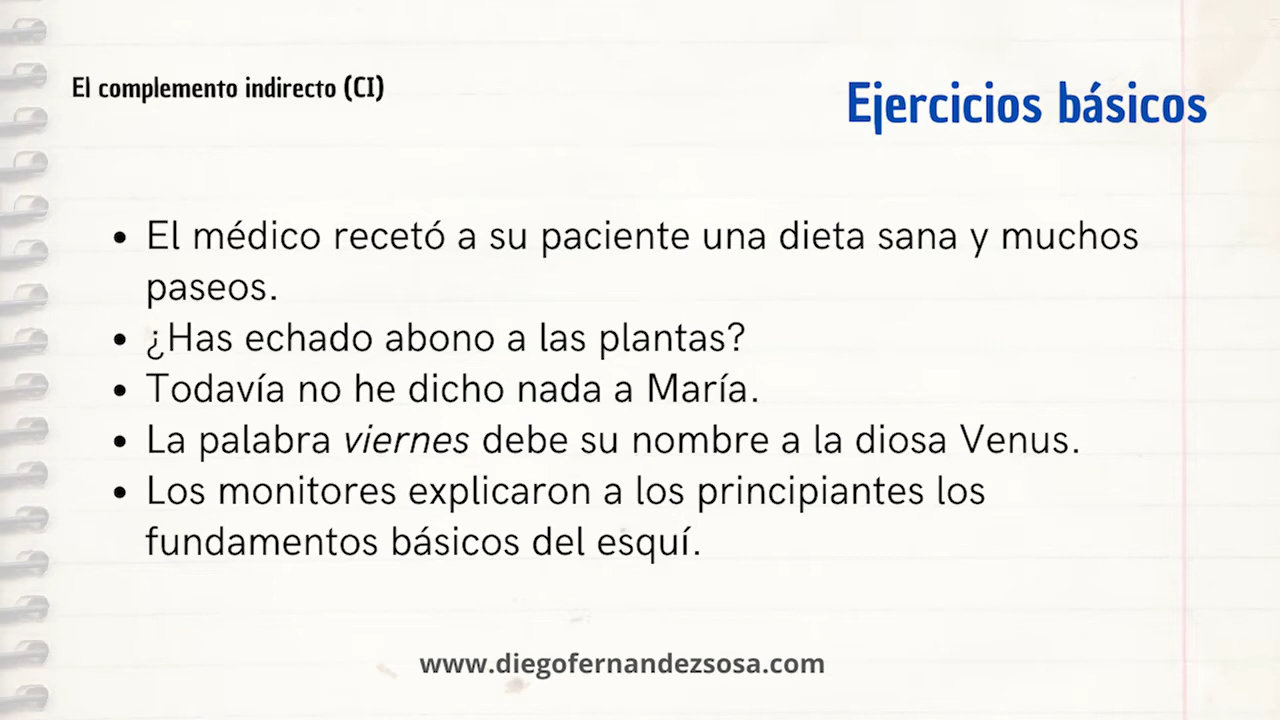 El complemento indirecto (CI)
Ejercicios básicos
• El médico recetó a su paciente una dieta sana y muchos
paseos.
• ¿Has echado abono a las plantas?
• Todavía no he dicho nada a María.
• La palabra viernes debe su nombre a la diosa Venus.
• Los monitores explicaron a los principiantes los
fundamentos básicos del esquí.
www.diegofernandezsosa.com